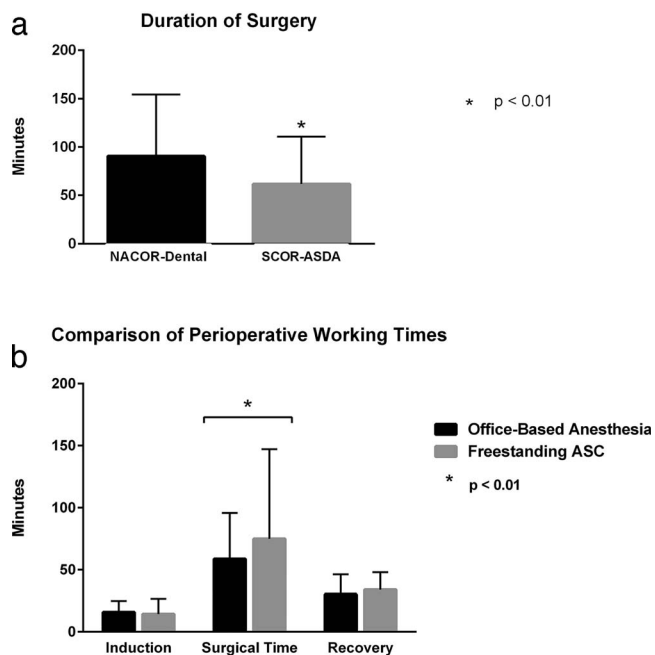 a
Duration of Surgery
200
150
100
50
0
Minutes
*
NACOR-Dental SCOR-ASDA
* p < 0.01
Comparison of Perioperative Working Times
b
200
150
100
50
0
Minutes
*
Induction Surgical Time Recovery
Office-Based Anesthesia
Freestanding ASC
* p < 0.01